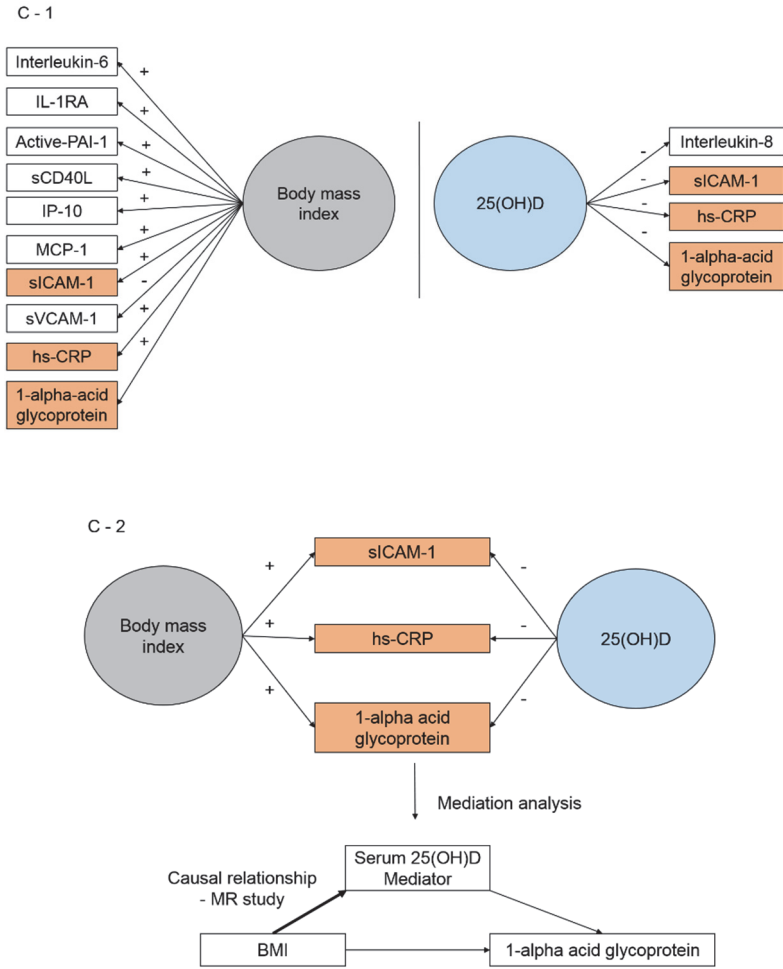 C - 1
Interleukin-6
+
IL-1RA
+
Active-PAI-1
+
sCD40L
+
IP-10
+
MCP-1
+
sICAM-1
+
sVCAM-1
-
hs-CRP
+
1-alpha-acid
glycoprotein
+
Body mass
index
25(OH)D
-
Interleukin-8
-
sICAM-1
-
hs-CRP
-
1-alpha-acid
glycoprotein
C - 2
Body mass
index
+
+
+
sICAM-1
hs-CRP
1-alpha acid
glycoprotein
-
-
-
25(OH)D
Mediation analysis
Serum 25(OH)D
Mediator
Causal relationship
- MR study
BMI
1-alpha acid glycoprotein